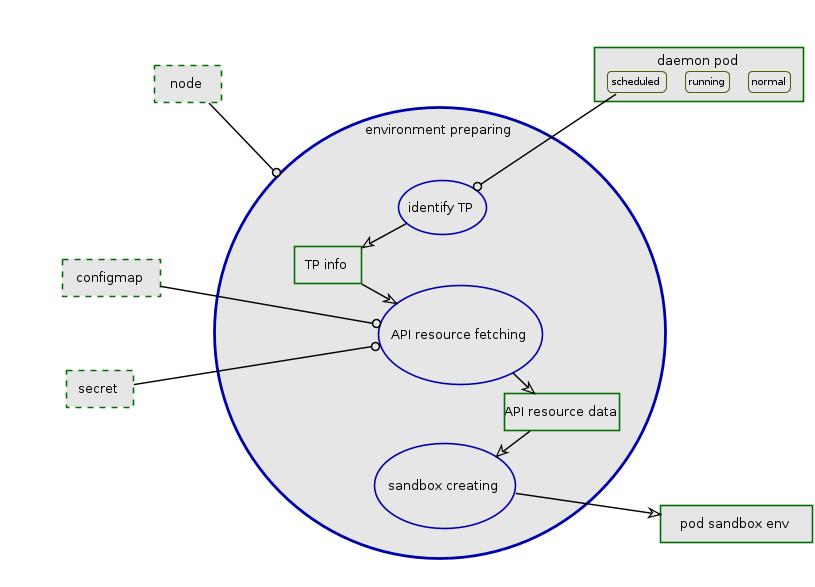 daemon pod
scheduled running normal
node
environment preparing
identify TP
TP info
configmap
API resource fetching
secret
API resource data
sandbox creating
pod sandbox env